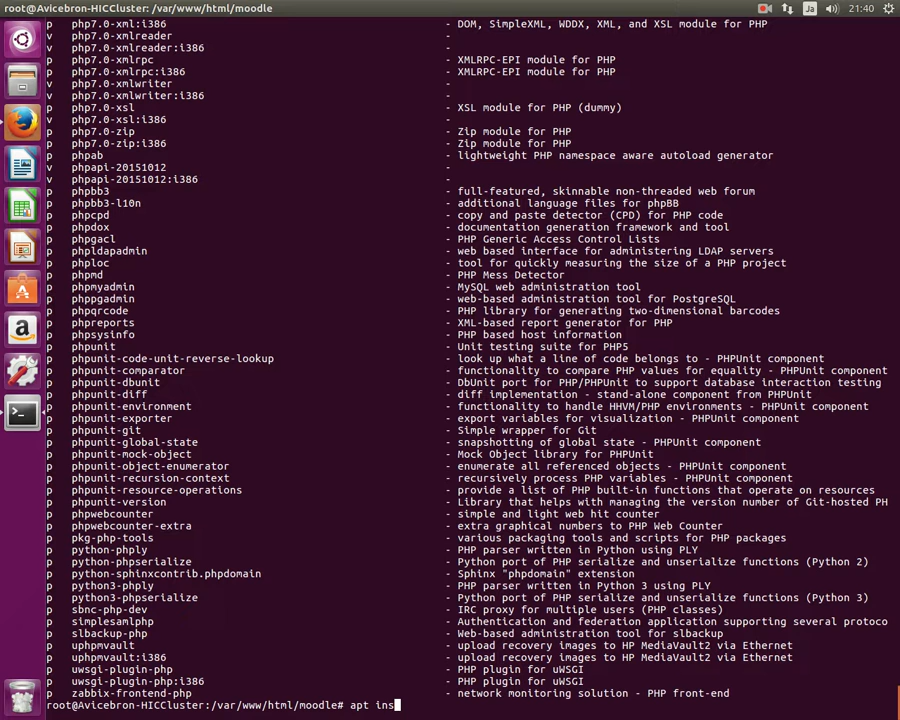 root@Avicebron-HICCluster: /var/www/html/moodle
Ja
21:40
p php7.0-xml:i386 - DOM, SimpleXML, WDDX, XML, and XSL module for PHP
v php7.0-xmlreader -
v php7.0-xmlreader:i386 -
p php7.0-xmlrpc - XMLRPC-EPI module for PHP
p php7.0-xmlrpc:i386 - XMLRPC-EPI module for PHP
v php7.0-xmlwriter -
v php7.0-xmlwriter:i386 -
p php7.0-xsl - XSL module for PHP (dummy)
v php7.0-xsl:i386 -
p php7.0-zip - Zip module for PHP
p php7.0-zip:i386 - Zip module for PHP
p phpab - lightweight PHP namespace aware autoload generator
v phpapi-20151012 -
v phpapi-20151012:i386 -
p phpbb3 - full-featured, skinnable non-threaded web forum
p phpbb3-l10n - additional language files for phpBB
p phpcpd - copy and paste detector (CPD) for PHP code
p phpdox - documentation generation framework and tool
p phpgacl - PHP Generic Access Control Lists
p phpldapadmin - web based interface for administering LDAP servers
p phploc - tool for quickly measuring the size of a PHP project
p phpmd - PHP Mess Detector
p phpmyadmin - MySQL web administration tool
p phppgadmin - web-based administration tool for PostgreSQL
p phpqrcode - PHP library for generating two-dimensional barcodes
p phpreports - XML-based report generator for PHP
p phpsysinfo - PHP based host information
p phpunit - Unit testing suite for PHP5
p phpunit-code-unit-reverse-lookup - look up what a line of code belongs to - PHPUnit component
p phpunit-comparator - functionality to compare PHP values for equality - PHPUnit component
p phpunit-dbunit - DbUnit port for PHP/PHPUnit to support database interaction testing
p phpunit-diff - diff implementation - stand-alone component from PHPUnit
p phpunit-environment - functionality to handle HHVM/PHP environments - PHPUnit component
p phpunit-exporter - export variables for visualization - PHPUnit component
p phpunit-git - Simple wrapper for Git
p phpunit-global-state - snapshotting of global state - PHPUnit component
p phpunit-mock-object - Mock Object library for PHPUnit
p phpunit-object-enumerator - enumerate all referenced objects - PHPUnit component
p phpunit-recursion-context - recursively process PHP variables - PHPUnit component
p phpunit-resource-operations - provide a list of PHP built-in functions that operate on resources
p phpunit-version - Library that helps with managing the version number of Git-hosted PH
p phpwebcounter - simple and light web hit counter
p phpwebcounter-extra - extra graphical numbers to PHP Web Counter
p pkg-php-tools - various packaging tools and scripts for PHP packages
p python-phply - PHP parser written in Python using PLY
p python-phpserialize - Python port of PHP serialize and unserialize functions (Python 2)
p python-sphinxcontrib.phpdomain - Sphinx "phpdomain" extension
p python3-phply - PHP parser written in Python 3 using PLY
p python3-phpserialize - Python port of PHP serialize and unserialize functions (Python 3)
p sbnc-php-dev - IRC proxy for multiple users (PHP classes)
p simplesamlphp - Authentication and federation application supporting several protoco
p slbackup-php - Web-based administration tool for slbackup
p uphpmvault - upload recovery images to HP MediaVault2 via Ethernet
p uphpmvault:i386 - upload recovery images to HP MediaVault2 via Ethernet
p uwsgi-plugin-php - PHP plugin for uWSGI
p uwsgi-plugin-php:i386 - PHP plugin for uWSGI
p zabbix-frontend-php - network monitoring solution - PHP front-end
root@Avicebron-HICCluster:/var/www/html/moodle# apt ins